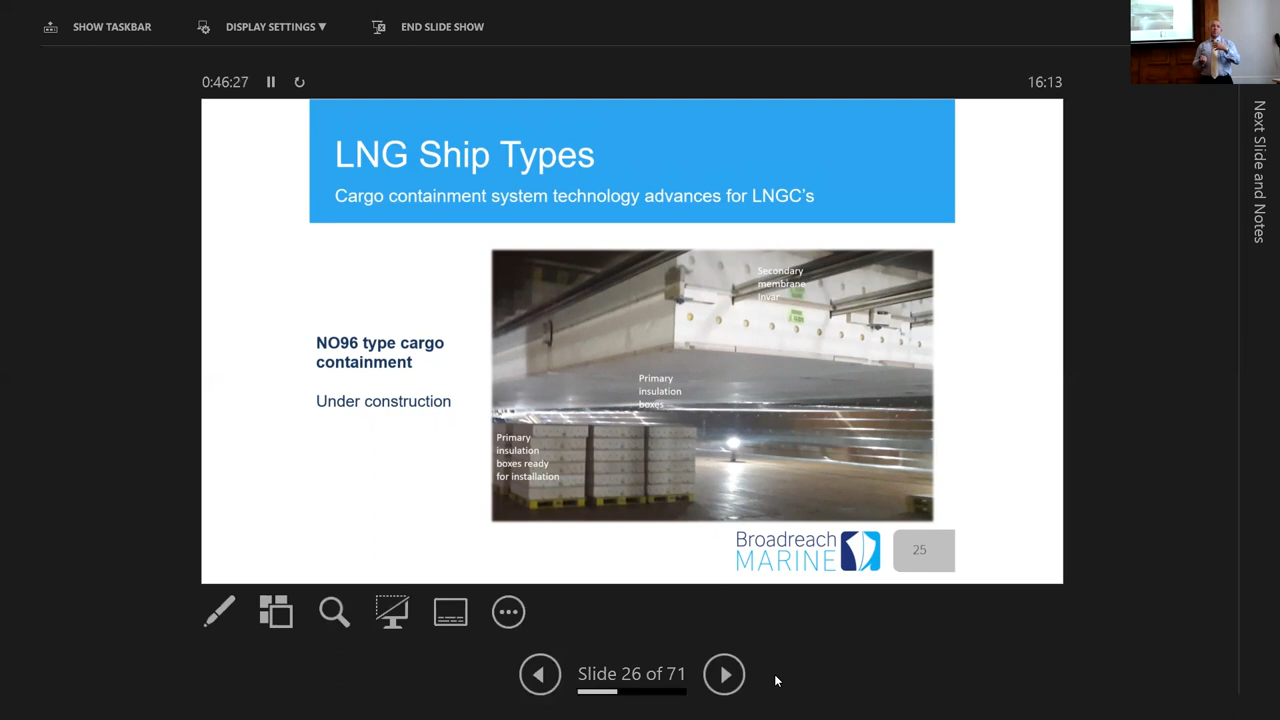 SHOW TASKBAR
DISPLAY SETTINGS ▼
END SLIDE SHOW
0:46:27
16:13
Next Slide and Notes
LNG Ship Types
Cargo containment system technology advances for LNGC's
NO96 type cargo
containment
Under construction
Secondary
membrane
Invar
Primary
insulation
boxes
Primary
insulation
boxes ready
for installation
Broadreach
MARINE
25
Slide 26 of 71